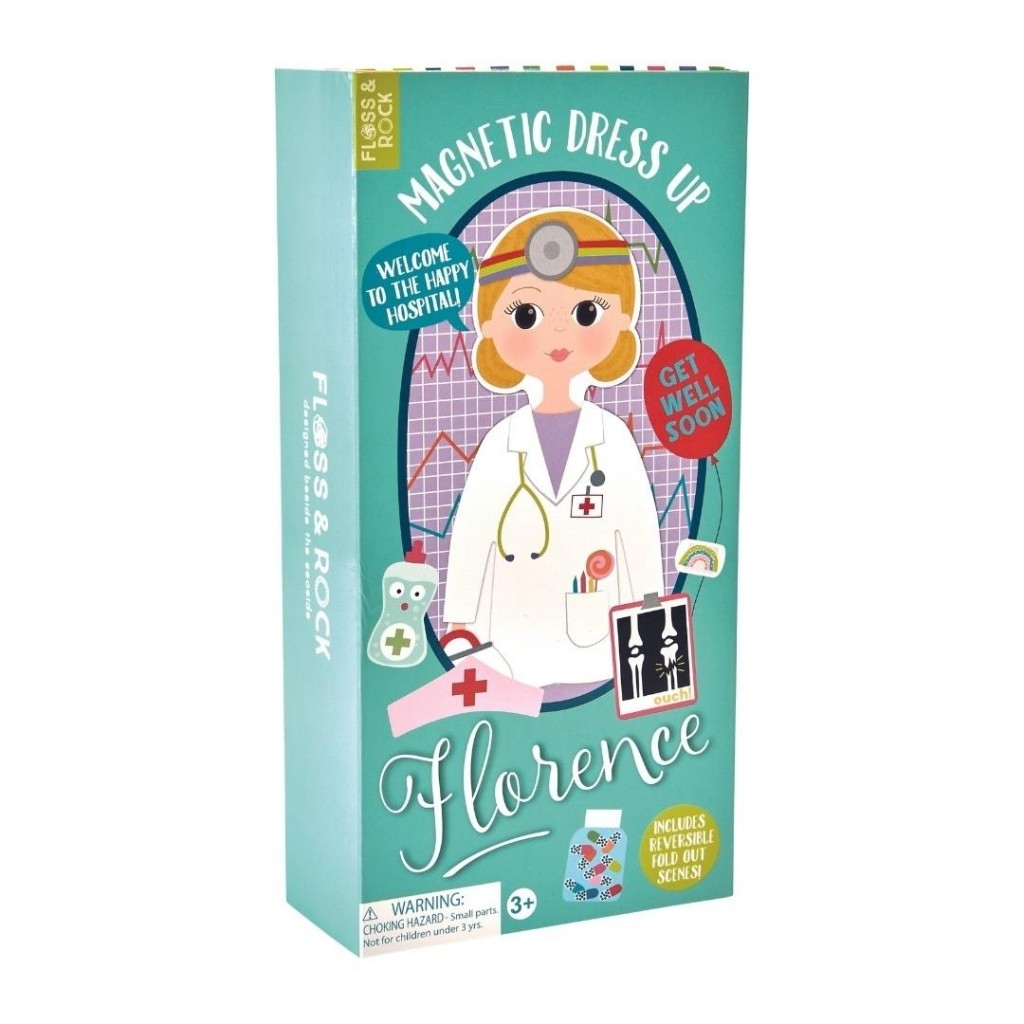 FLOSS &
ROCK
MAGNETIC DRESS UP
WELCOME
TO THE HAPPY
HOSPITAL!
GET
WELL
SOON
ouch!
Florence
INCLUDES
REVERSIBLE
FOLD OUT
SCENES!
WARNING:
CHOKING HAZARD - Small parts.
Not for children under 3 yrs.
3+
FLOSS & ROCK
designed beside the seaside